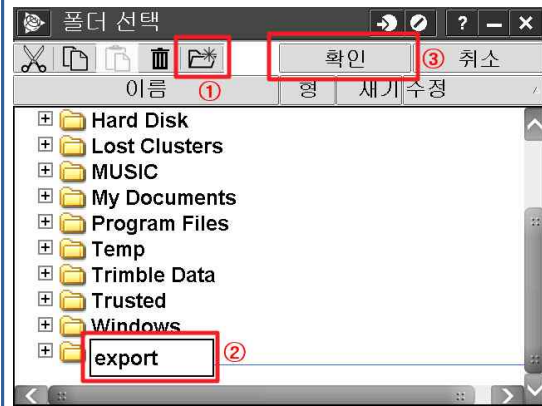 폴더 선택
?
확인 ③ 취소
이름 ① 형 새기 수정
Hard Disk
Lost Clusters
MUSIC
My Documents
Program Files
Temp
Trimble Data
Trusted
Windows
export ②